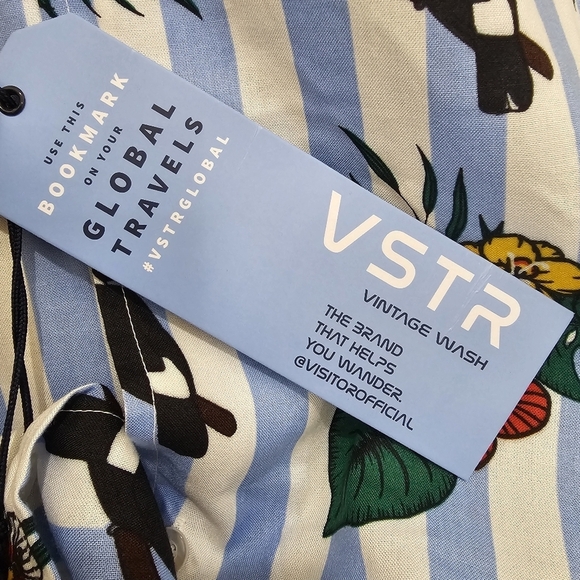 USE THIS
BOOKMARK
ON YOUR
GLOBAL
TRAVELS
#VSTRGLOBAL
VSTR
VINTAGE WASH
THE BRAND
THAT HELPS
YOU WANDER.
@VISITOROFFICIAL